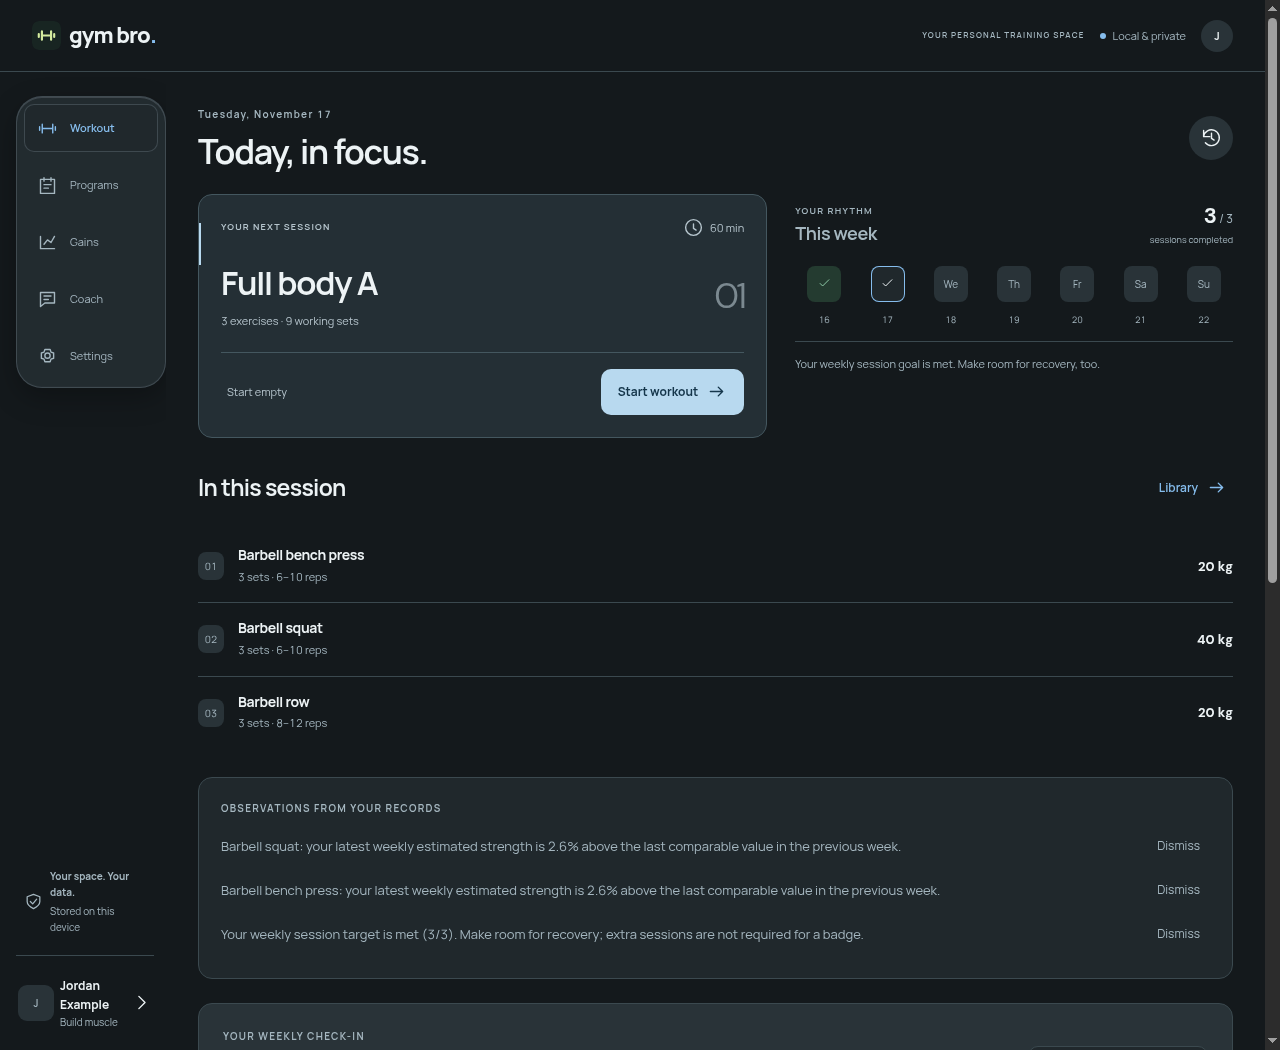 gym bro.
YOUR PERSONAL TRAINING SPACE
Local & private
J
Workout
Programs
Gains
Coach
Settings
Your space. Your
data.
Stored on this
device
J
Jordan
Example
Build muscle
Tuesday, November 17
Today, in focus.
YOUR NEXT SESSION
60 min
Full body A
01
3 exercises · 9 working sets
Start empty
Start workout
YOUR RHYTHM
This week
3 / 3
sessions completed
We Th Fr Sa Su
16 17 18 19 20 21 22
Your weekly session goal is met. Make room for recovery, too.
In this session
Library
01
Barbell bench press
3 sets · 6–10 reps
20 kg
02
Barbell squat
3 sets · 6–10 reps
40 kg
03
Barbell row
3 sets · 8–12 reps
20 kg
OBSERVATIONS FROM YOUR RECORDS
Barbell squat: your latest weekly estimated strength is 2.6% above the last comparable value in the previous week.
Dismiss
Barbell bench press: your latest weekly estimated strength is 2.6% above the last comparable value in the previous week.
Dismiss
Your weekly session target is met (3/3). Make room for recovery; extra sessions are not required for a badge.
Dismiss
YOUR WEEKLY CHECK-IN